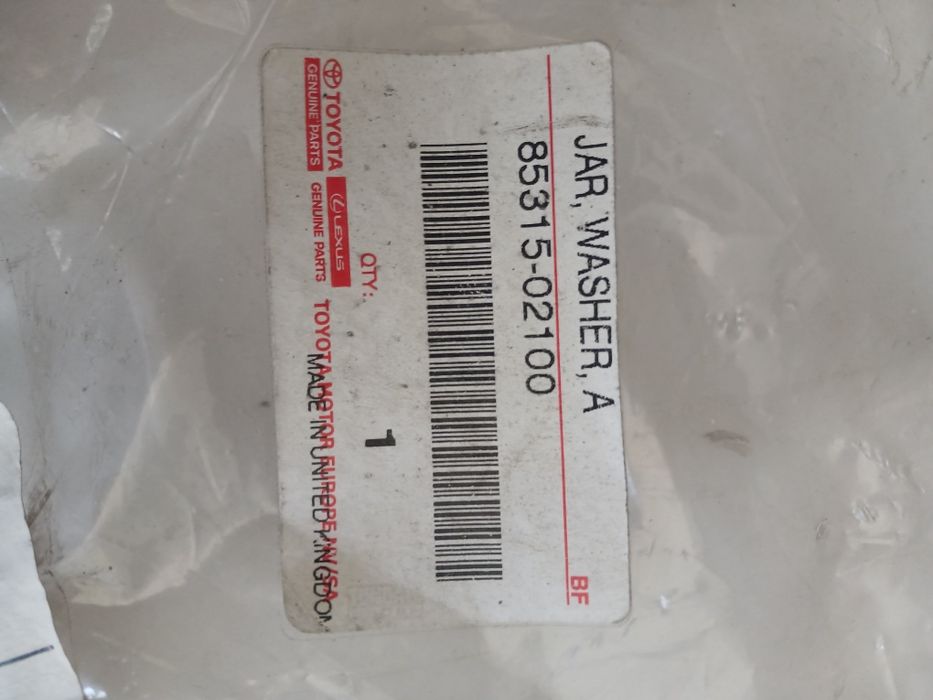 JAR, WASHER, A
BF
85315-02100
QTY:
1
TOYOTA
GENUINE PARTS
LEXUS
GENUINE PARTS
TOYOTA MOTOR EUROPE NV/SA
MADE IN UNITED KINGDOM